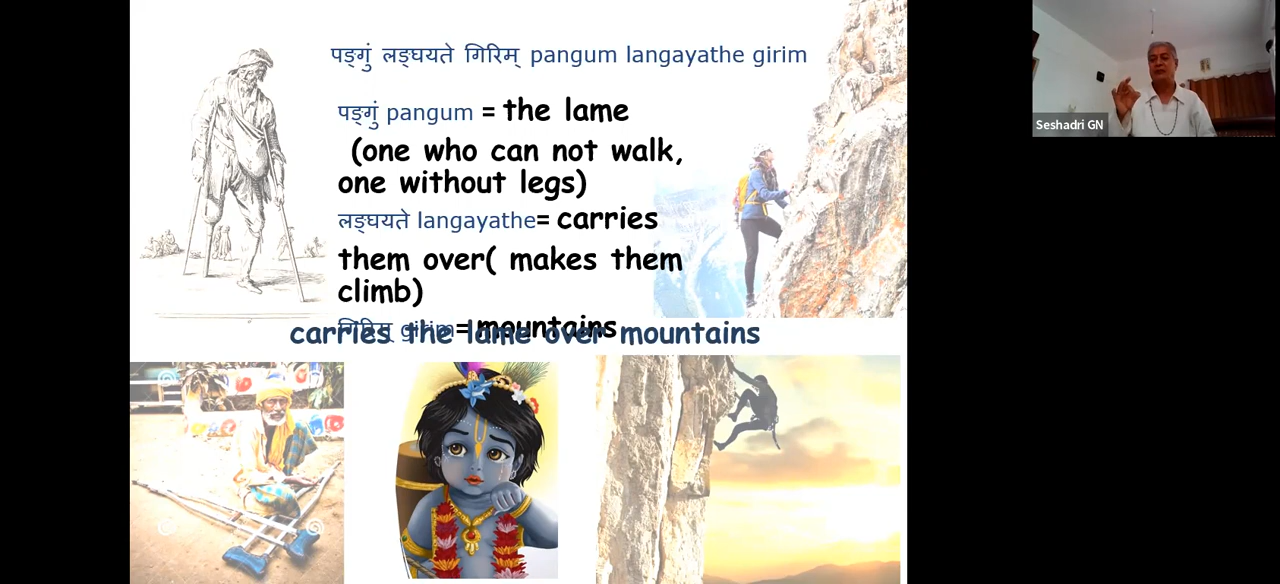 पङ्गुं लङ्घयते गिरिम् pangum langayathe girim
पङ्गुं pangum = the lame
(one who can not walk,
one without legs)
लङ्घयते langayathe= carries
them over( makes them
climb)
गिरिम् girim= mountains
carries the lame over mountains
Seshadri GN